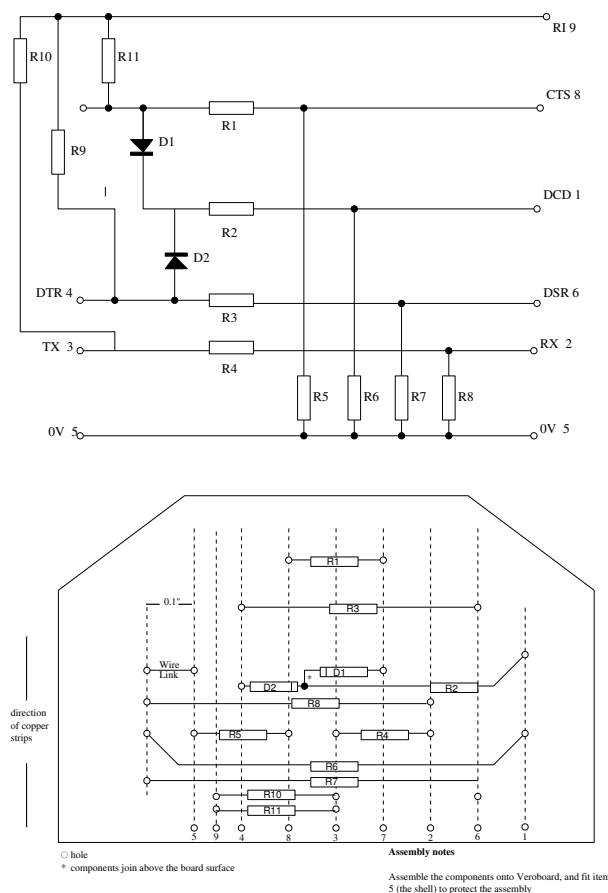 RI 9
R10
R11
CTS 8
R1
D1
R9
DCD 1
R2
D2
DTR 4
DSR 6
R3
TX 3
RX 2
R4
R5
R6
R7
R8
0V 5
0V 5
R1
0.1"
R3
Wire
Link
*
D1
D2
R2
R8
direction
of copper
strips
R5
R4
R6
R7
R10
R11
5 9 4 8 3 7 2 6 1
hole
* components join above the board surface
Assembly notes
Assemble the components onto Veroboard, and fit item
5 (the shell) to protect the assembly